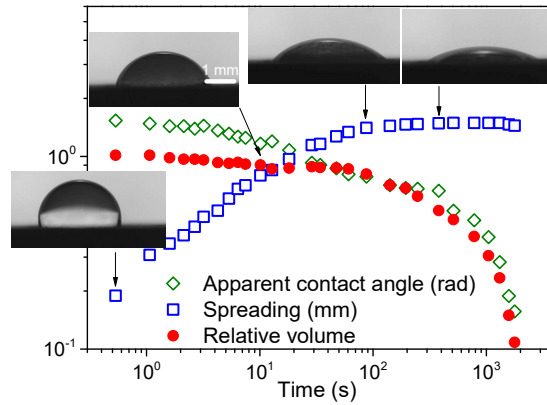 1 mm
10⁰
Apparent contact angle (rad)
Spreading (mm)
Relative volume
10⁻¹
10⁰ 10¹ 10² 10³
Time (s)